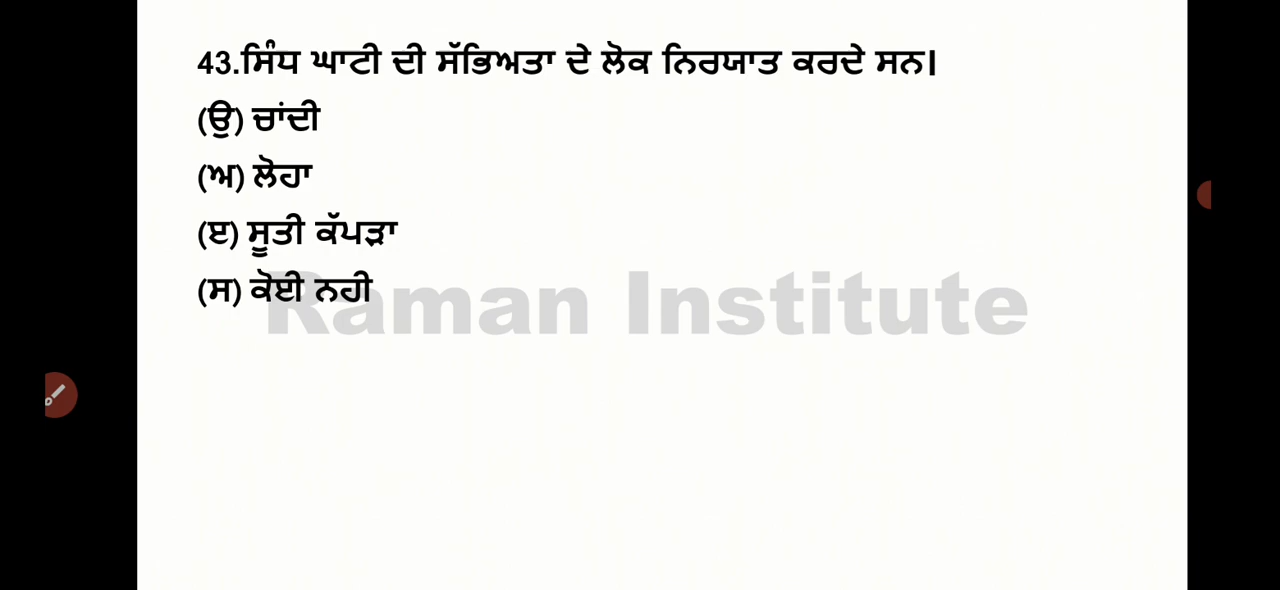 43.ਸਿੰਧ ਘਾਟੀ ਦੀ ਸੱਭਿਅਤਾ ਦੇ ਲੋਕ ਨਿਰਯਾਤ ਕਰਦੇ ਸਨ।
(ੳ) ਚਾਂਦੀ
(ਅ) ਲੋਹਾ
(ੲ) ਸੂਤੀ ਕੱਪੜਾ
(ਸ) ਕੋਈ ਨਹੀ
Raman Institute